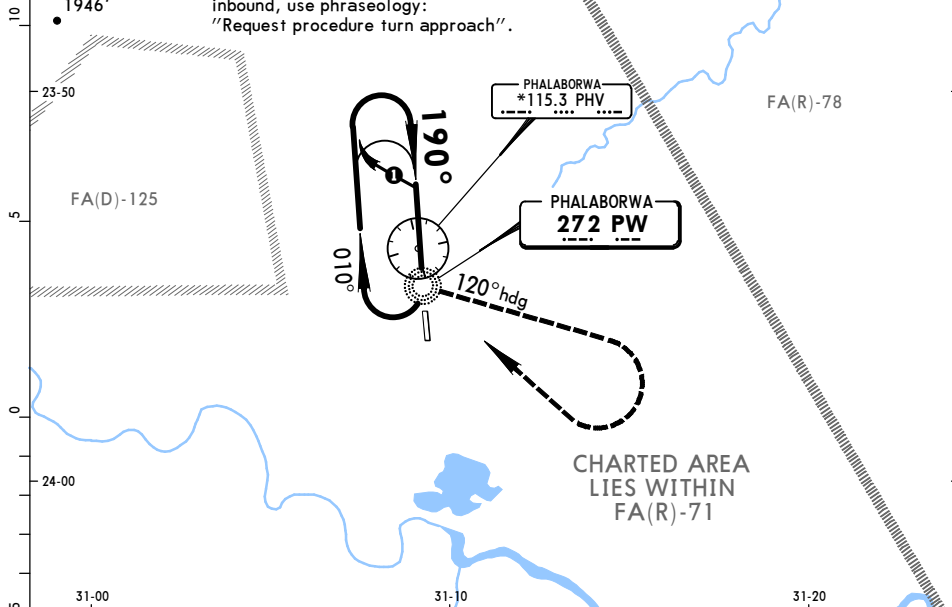 10
1946'
inbound, use phraseology:
"Request procedure turn approach".
23-50
PHALABORWA
*115.3 PHV
FA(R)-78
190°
1
FA(D)-125
5
PHALABORWA
272 PW
010°
120°hdg
0
CHARTED AREA
LIES WITHIN
FA(R)-71
24-00
31-00
31-10
31-20
5